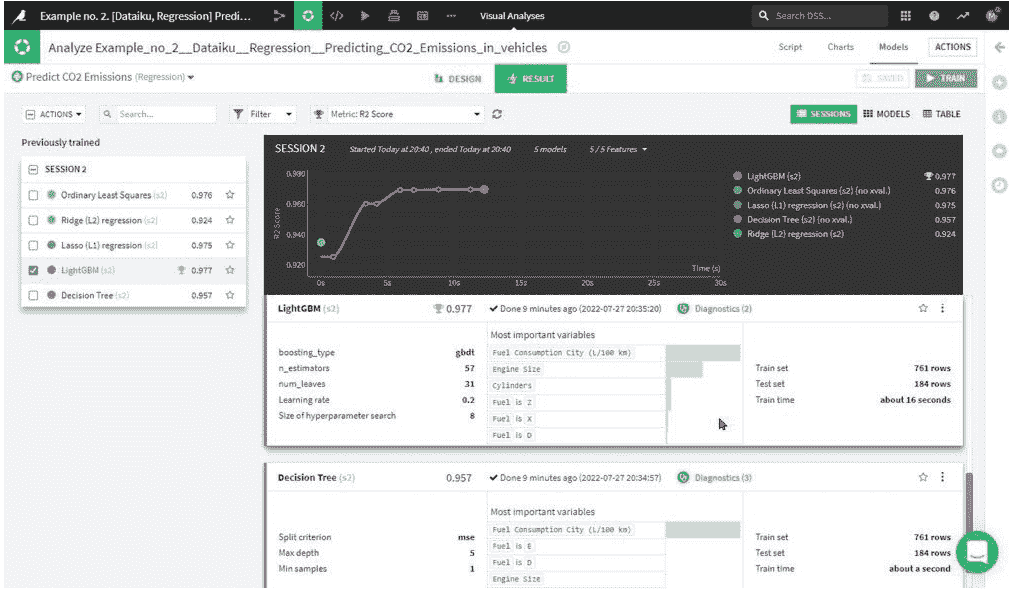 Example no. 2. [Dataiku, Regression] Predi... Visual Analyses Search DSS...
Analyze Example_no_2__Dataiku__Regression__Predicting_CO2_Emissions_in_vehicles Script Charts Models ACTIONS
Predict CO2 Emissions (Regression) DESIGN RESULT SAVED TRAIN
ACTIONS Search... Filter Metric: R2 Score SESSIONS MODELS TABLE
Previously trained
SESSION 2
Ordinary Least Squares (s2) 0.976
Ridge (L2) regression (s2) 0.924
Lasso (L1) regression (s2) 0.975
LightGBM (s2) 0.977
Decision Tree (s2) 0.957
SESSION 2 Started Today at 20:40, ended Today at 20:40 5 models 5 / 5 Features
R2 Score
0.980
0.960
0.940
0.920
0s 5s 10s 15s 20s 25s 30s
Time (s)
LightGBM (s2) 0.977
Ordinary Least Squares (s2) (no xval.) 0.976
Lasso (L1) regression (s2) (no xval.) 0.975
Decision Tree (s2) (no xval.) 0.957
Ridge (L2) regression (s2) 0.924
LightGBM (s2) 0.977 Done 9 minutes ago (2022-07-27 20:35:20) Diagnostics (2)
boosting_type gbdt
n_estimators 57
num_leaves 31
Learning rate 0.2
Size of hyperparameter search 8
Most important variables
Fuel Consumption City (L/100 km)
Engine Size
Cylinders
Fuel is Z
Fuel is X
Fuel is D
Train set 761 rows
Test set 184 rows
Train time about 16 seconds
Decision Tree (s2) 0.957 Done 9 minutes ago (2022-07-27 20:34:57) Diagnostics (3)
Split criterion mse
Max depth 5
Min samples 1
Most important variables
Fuel Consumption City (L/100 km)
Fuel is E
Fuel is D
Engine Size
Train set 761 rows
Test set 184 rows
Train time about a second